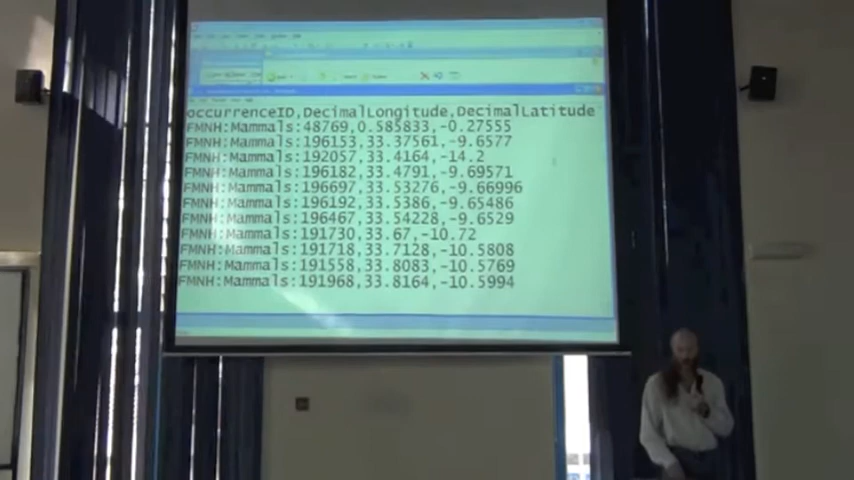 occurrenceID,DecimalLongitude,DecimalLatitude
FMNH:Mammals:48769,0.585833,-0.27555
FMNH:Mammals:196153,33.37561,-9.6577
FMNH:Mammals:192057,33.4164,-14.2
FMNH:Mammals:196182,33.4791,-9.69571
FMNH:Mammals:196697,33.53276,-9.66996
FMNH:Mammals:196192,33.5386,-9.65486
FMNH:Mammals:196467,33.54228,-9.6529
FMNH:Mammals:191730,33.67,-10.72
FMNH:Mammals:191718,33.7128,-10.5808
FMNH:Mammals:191558,33.8083,-10.5769
FMNH:Mammals:191968,33.8164,-10.5994